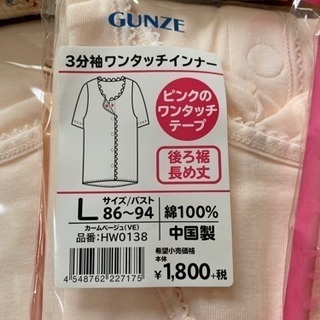 GUNZE
3分袖ワンタッチインナー
ピンクの
ワンタッチ
テープ
後ろ裾
長め丈
L サイズ/バスト
86~94
綿100%
カームベージュ(VE)
品番:HW0138
中国製
希望小売価格
本体
¥1,800+税
4 548762 227175